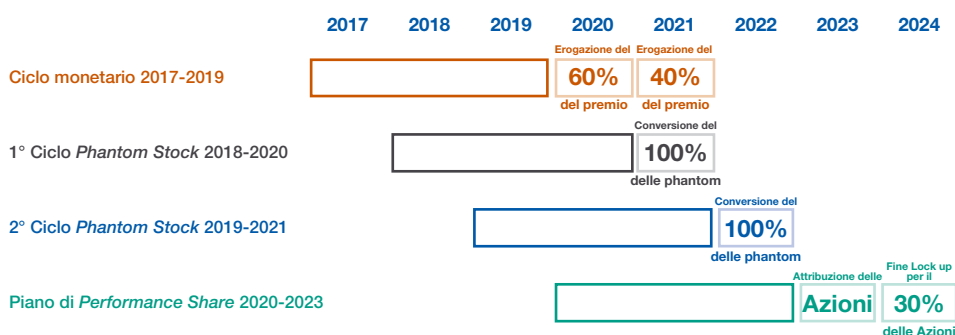 2017 2018 2019 2020 2021 2022 2023 2024
Erogazione del Erogazione del
Ciclo monetario 2017-2019 60% 40%
del premio del premio
Conversione del
1° Ciclo Phantom Stock 2018-2020 100%
delle phantom
Conversione del
2° Ciclo Phantom Stock 2019-2021 100%
delle phantom
Fine Lock up
Attribuzione delle per il
Piano di Performance Share 2020-2023 Azioni 30%
delle Azioni